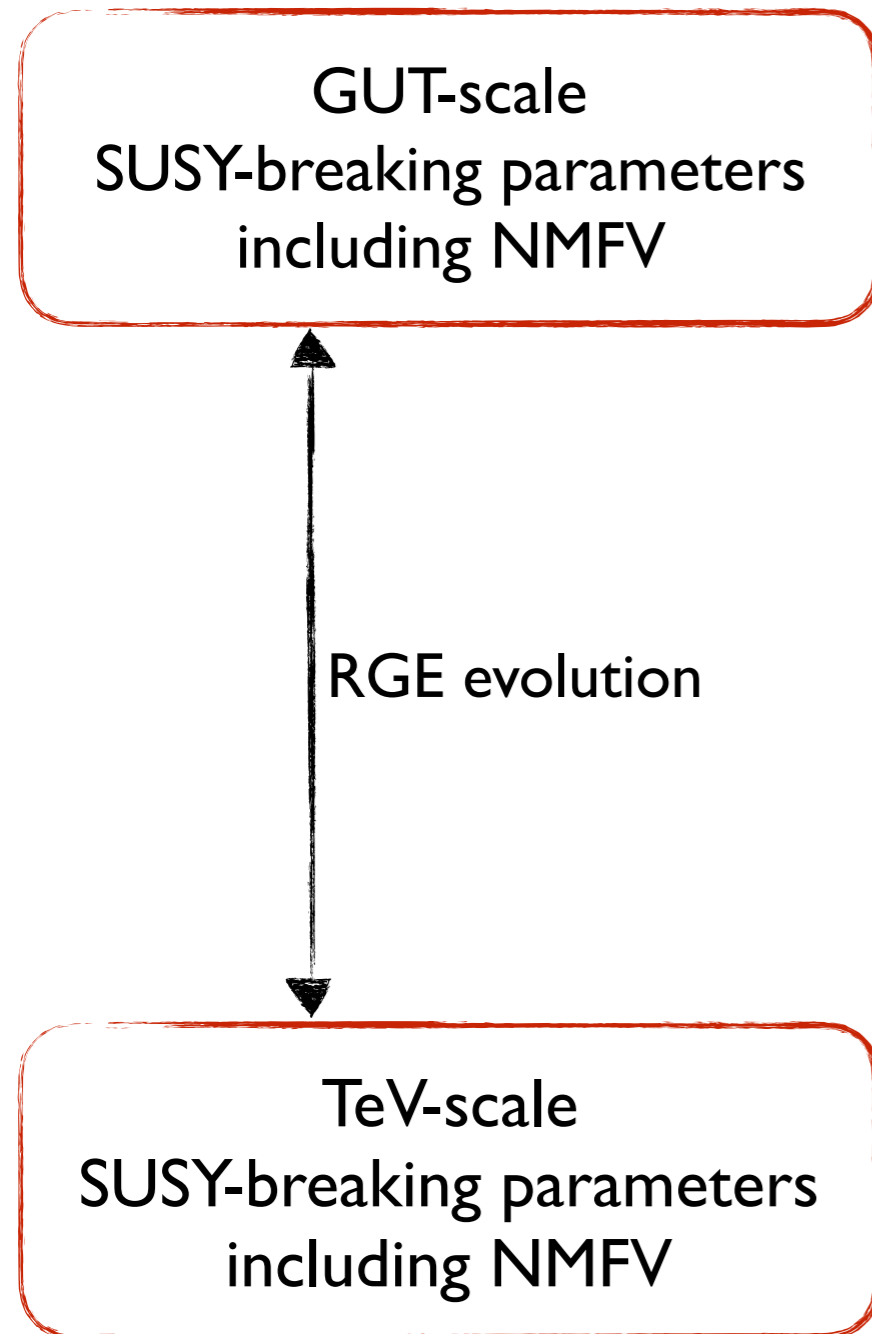 GUT-scale
SUSY-breaking parameters
including NMFV
RGE evolution
TeV-scale
SUSY-breaking parameters
including NMFV